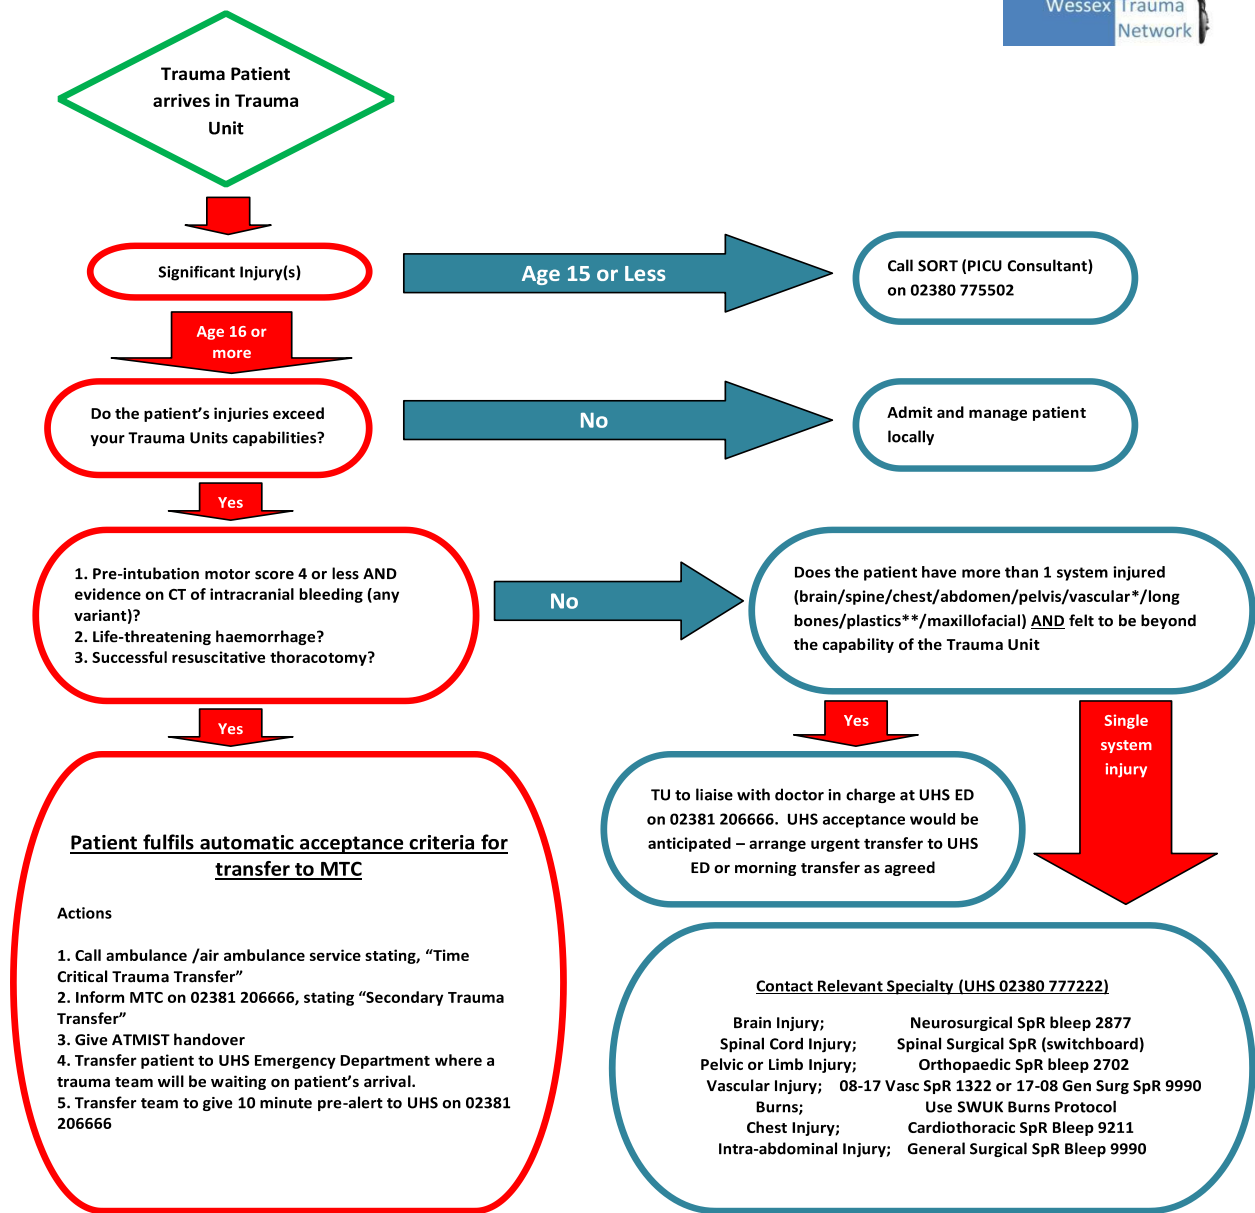 Wessex Trauma
Network
Trauma Patient
arrives in Trauma
Unit
Significant Injury(s)
Age 15 or Less
Call SORT (PICU Consultant)
on 02380 775502
Age 16 or
more
Do the patient’s injuries exceed
your Trauma Units capabilities?
No
Admit and manage patient
locally
Yes
1. Pre-intubation motor score 4 or less AND
evidence on CT of intracranial bleeding (any
variant)?
2. Life-threatening haemorrhage?
3. Successful resuscitative thoracotomy?
No
Does the patient have more than 1 system injured
(brain/spine/chest/abdomen/pelvis/vascular*/long
bones/plastics**/maxillofacial) AND felt to be beyond
the capability of the Trauma Unit
Yes
Patient fulfils automatic acceptance criteria for
transfer to MTC
Actions
1. Call ambulance /air ambulance service stating, “Time
Critical Trauma Transfer”
2. Inform MTC on 02381 206666, stating “Secondary Trauma
Transfer”
3. Give ATMIST handover
4. Transfer patient to UHS Emergency Department where a
trauma team will be waiting on patient’s arrival.
5. Transfer team to give 10 minute pre-alert to UHS on 02381
206666
Yes
TU to liaise with doctor in charge at UHS ED
on 02381 206666. UHS acceptance would be
anticipated – arrange urgent transfer to UHS
ED or morning transfer as agreed
Single
system
injury
Contact Relevant Specialty (UHS 02380 777222)
Brain Injury; Neurosurgical SpR bleep 2877
Spinal Cord Injury; Spinal Surgical SpR (switchboard)
Pelvic or Limb Injury; Orthopaedic SpR bleep 2702
Vascular Injury; 08-17 Vasc SpR 1322 or 17-08 Gen Surg SpR 9990
Burns; Use SWUK Burns Protocol
Chest Injury; Cardiothoracic SpR Bleep 9211
Intra-abdominal Injury; General Surgical SpR Bleep 9990